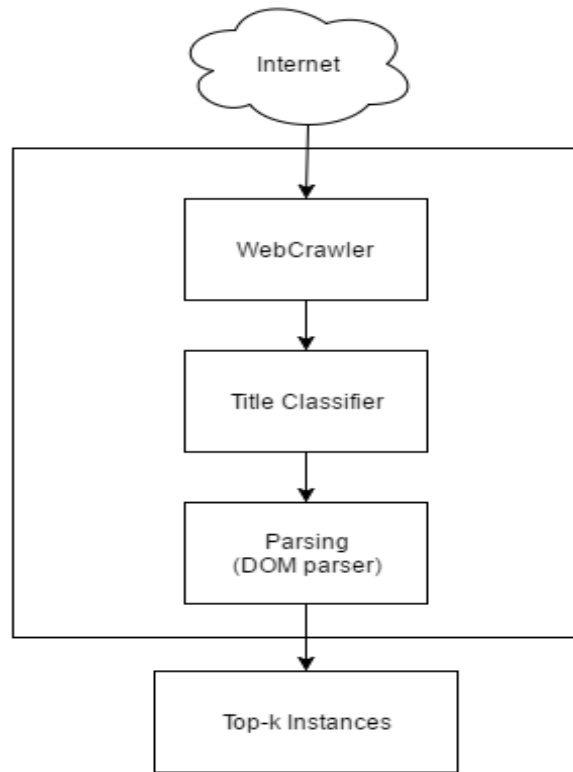 Internet
WebCrawler
Title Classifier
Parsing
(DOM parser)
Top-k Instances